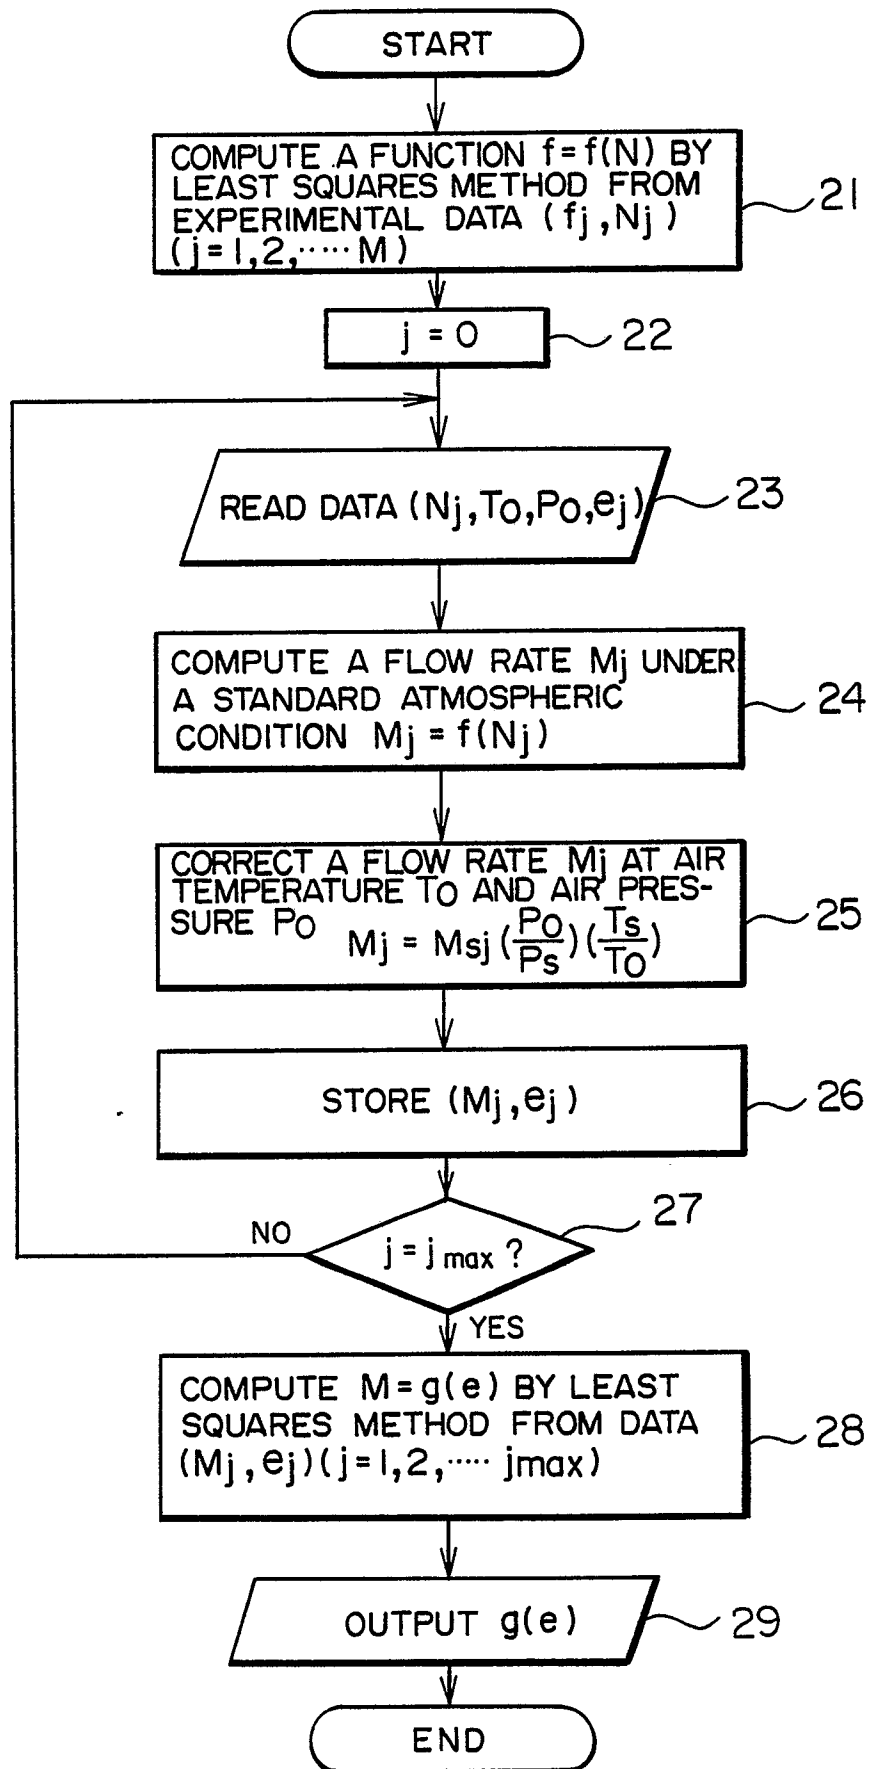 START
COMPUTE A FUNCTION f=f(N) BY
LEAST SQUARES METHOD FROM
EXPERIMENTAL DATA (fj,Nj)
(j=1,2,····· M)
21
j = 0
22
READ DATA (Nj,To,Po,ej)
23
COMPUTE A FLOW RATE Mj UNDER
A STANDARD ATMOSPHERIC
CONDITION Mj = f(Nj)
24
CORRECT A FLOW RATE Mj AT AIR
TEMPERATURE To AND AIR PRES-
SURE Po
Mj = Msj (Po/Ps)(Ts/To)
25
STORE (Mj,ej)
26
j = jmax ?
27
NO
YES
COMPUTE M=g(e) BY LEAST
SQUARES METHOD FROM DATA
(Mj,ej)(j=1,2,····· jmax)
28
OUTPUT g(e)
29
END